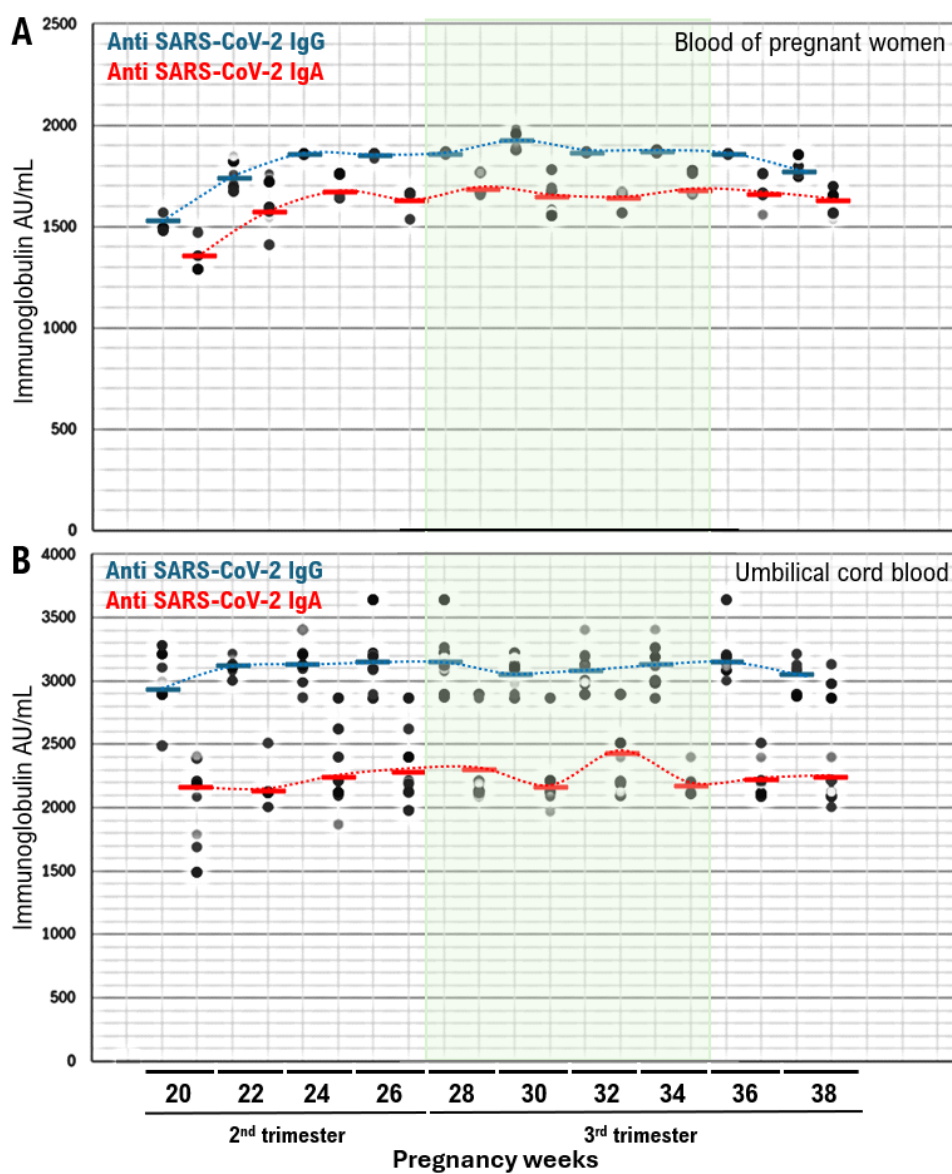 A
Anti SARS-CoV-2 IgG
Anti SARS-CoV-2 IgA
Blood of pregnant women
Immunoglobulin AU/mL
2500
2000
1500
1000
500
0
B
Anti SARS-CoV-2 IgG
Anti SARS-CoV-2 IgA
Umbilical cord blood
Immunoglobulin AU/mL
4000
3500
3000
2500
2000
1500
1000
500
0
20 22 24 26 28 30 32 34 36 38
2nd trimester 3rd trimester
Pregnancy weeks